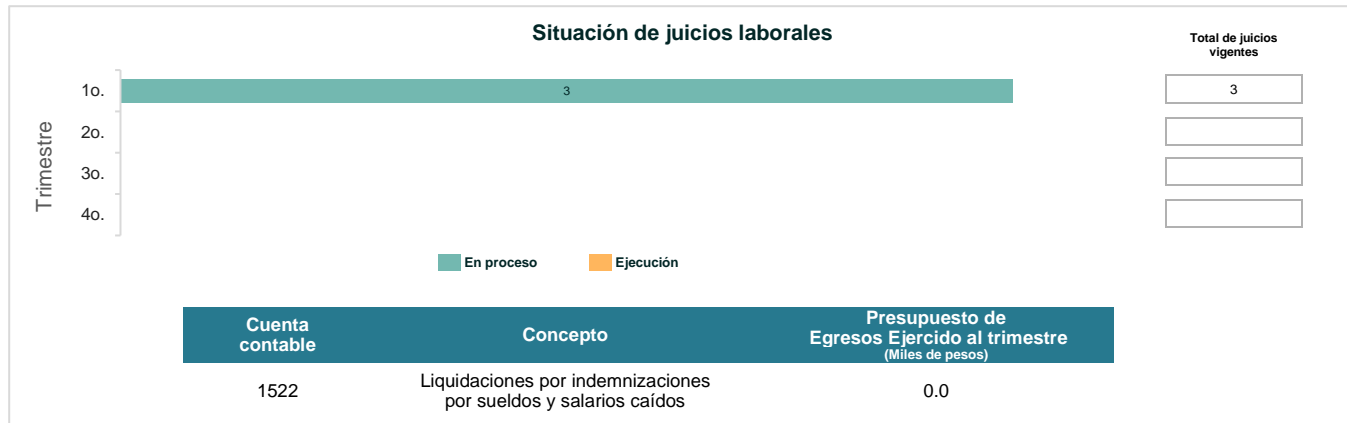 Situación de juicios laborales
Total de juicios
vigentes
Trimestre
1o.
3
3
2o.
3o.
4o.
En proceso
Ejecución
Cuenta
contable
Concepto
Presupuesto de
Egresos Ejercido al trimestre
(Miles de pesos)
1522
Liquidaciones por indemnizaciones
por sueldos y salarios caídos
0.0